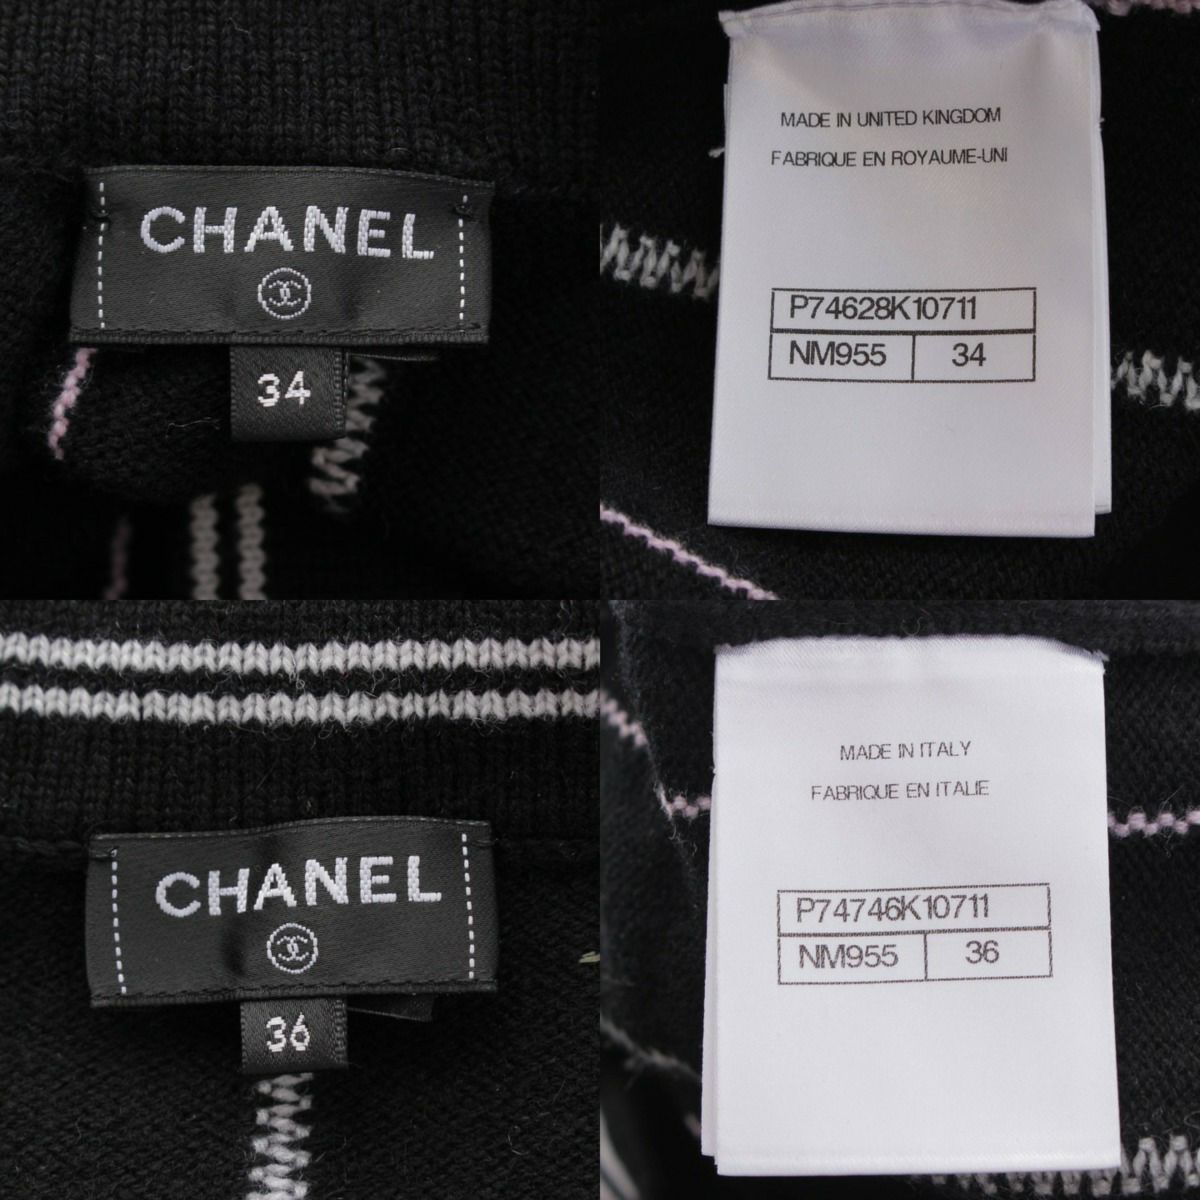 CHANEL
34
MADE IN UNITED KINGDOM
FABRIQUE EN ROYAUME-UNI
P74628K10711
NM955 34
CHANEL
36
MADE IN ITALY
FABRIQUE EN ITALIE
P74746K10711
NM955 36